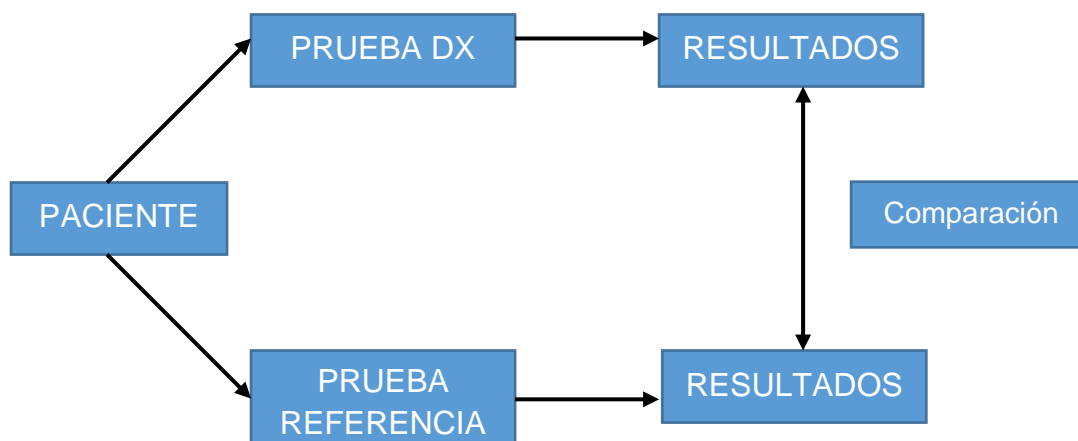 PRUEBA DX
RESULTADOS
PACIENTE
Comparación
PRUEBA
REFERENCIA
RESULTADOS